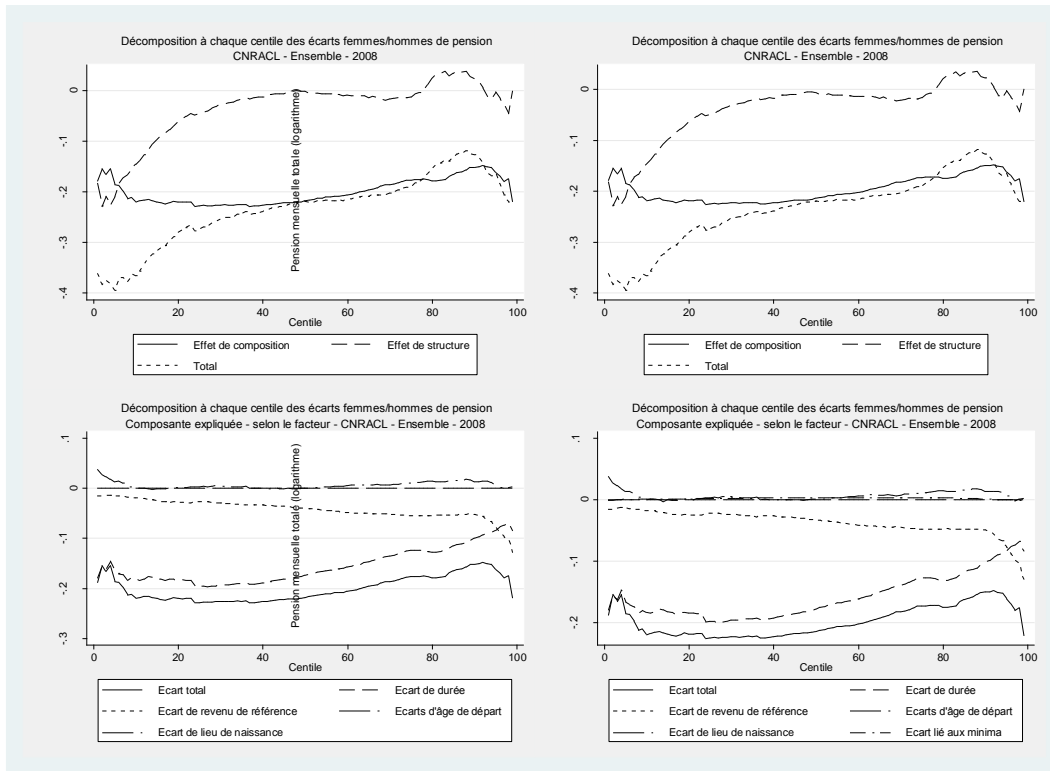 Décomposition à chaque centile des écarts femmes/hommes de pension
CNRACL - Ensemble - 2008
Pension mensuelle totale (logarithme)
0
-.1
-.2
-.3
-.4
0 20 40 60 80 100
Centile
Effet de composition Effet de structure
Total
Décomposition à chaque centile des écarts femmes/hommes de pension
CNRACL - Ensemble - 2008
0
-.1
-.2
-.3
-.4
0 20 40 60 80 100
Centile
Effet de composition Effet de structure
Total
Décomposition à chaque centile des écarts femmes/hommes de pension
Composante expliquée - selon le facteur - CNRACL - Ensemble - 2008
Pension mensuelle totale (logarithme)
.1
0
-.1
-.2
-.3
0 20 40 60 80 100
Centile
Ecart total Ecart de durée
Ecart de revenu de référence Ecarts d'âge de départ
Ecart de lieu de naissance
Décomposition à chaque centile des écarts femmes/hommes de pension
Composante expliquée - selon le facteur - CNRACL - Ensemble - 2008
.1
0
-.1
-.2
0 20 40 60 80 100
Centile
Ecart total Ecart de durée
Ecart de revenu de référence Ecarts d'âge de départ
Ecart de lieu de naissance Ecart lié aux minima